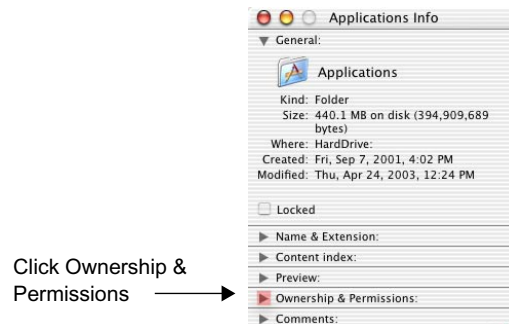 Applications Info
General:
Applications
Kind: Folder
Size: 440.1 MB on disk (394,909,689
bytes)
Where: HardDrive:
Created: Fri, Sep 7, 2001, 4:02 PM
Modified: Thu, Apr 24, 2003, 12:24 PM
Locked
Name & Extension:
Content index:
Preview:
Ownership & Permissions:
Comments:
Click Ownership &
Permissions